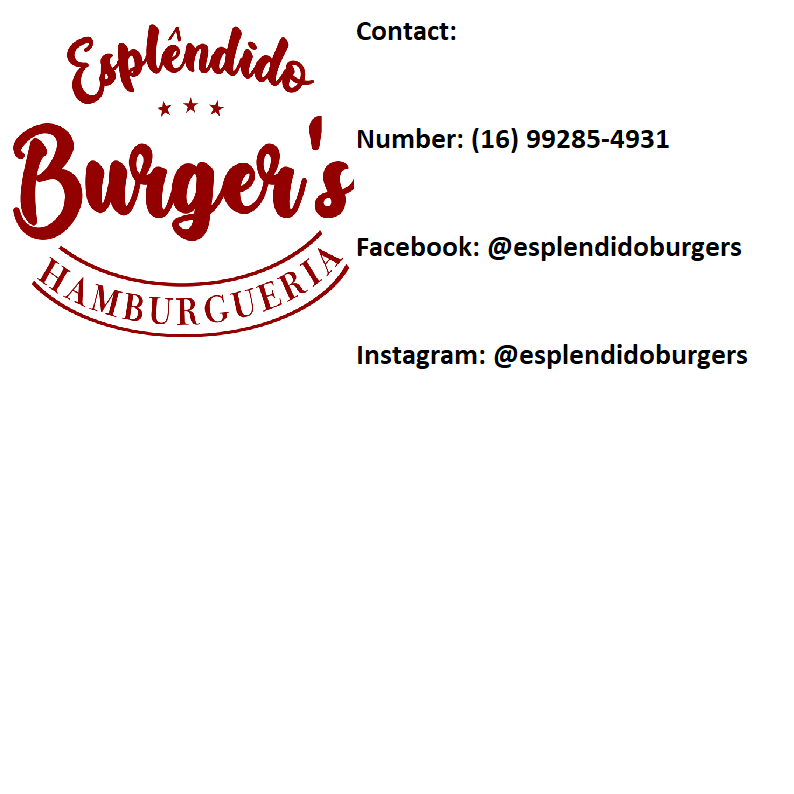 Esplêndido
Burger's
HAMBURGUERIA
Contact:
Number: (16) 99285-4931
Facebook: @esplendidoburgers
Instagram: @esplendidoburgers